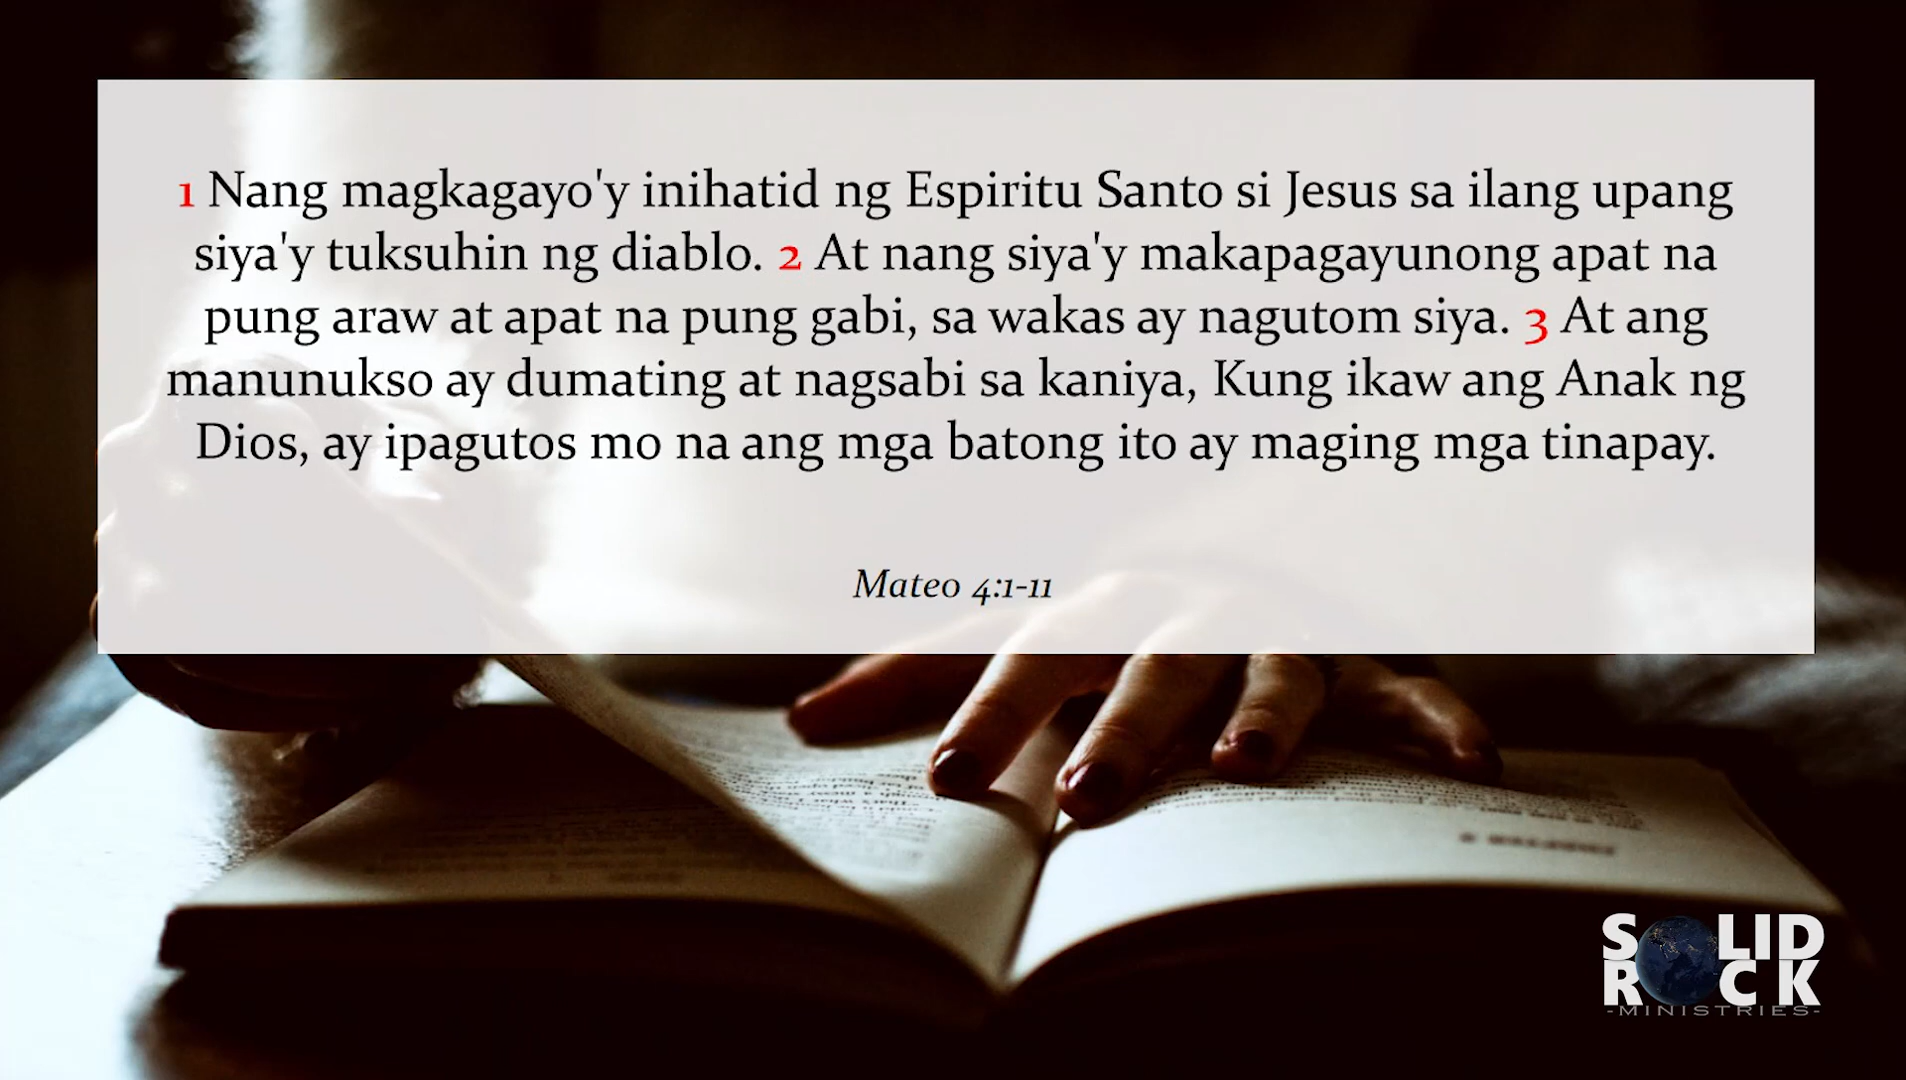 1 Nang magkagayo'y inihatid ng Espiritu Santo si Jesus sa ilang upang
siya'y tuksuhin ng diablo. 2 At nang siya'y makapagayunong apat na
pung araw at apat na pung gabi, sa wakas ay nagutom siya. 3 At ang
manunukso ay dumating at nagsabi sa kaniya, Kung ikaw ang Anak ng
Dios, ay ipagutos mo na ang mga batong ito ay maging mga tinapay.
Mateo 4:1-11
SOLID
ROCK
-MINISTRIES-